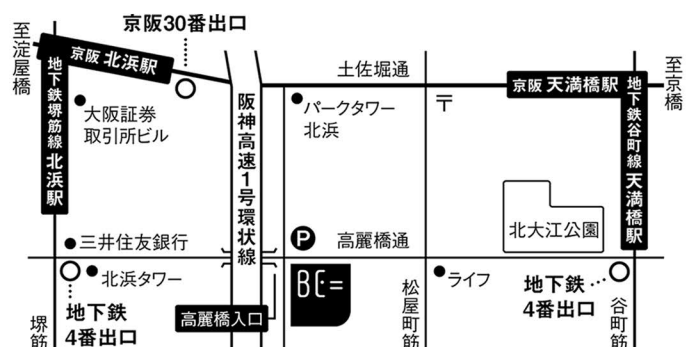 京阪30番出口
至淀屋橋
京阪 北浜駅
地下鉄堺筋線 北浜駅
大阪証券
取引所ビル
三井住友銀行
北浜タワー
地下鉄
4番出口
堺筋
阪神高速1号環状線
高麗橋入口
土佐堀通
パークタワー
北浜
〒
P
高麗橋通
BE=
松屋町筋
ライフ
京阪 天満橋駅
地下鉄谷町線 天満橋駅
至京橋
北大江公園
地下鉄
4番出口
谷町筋